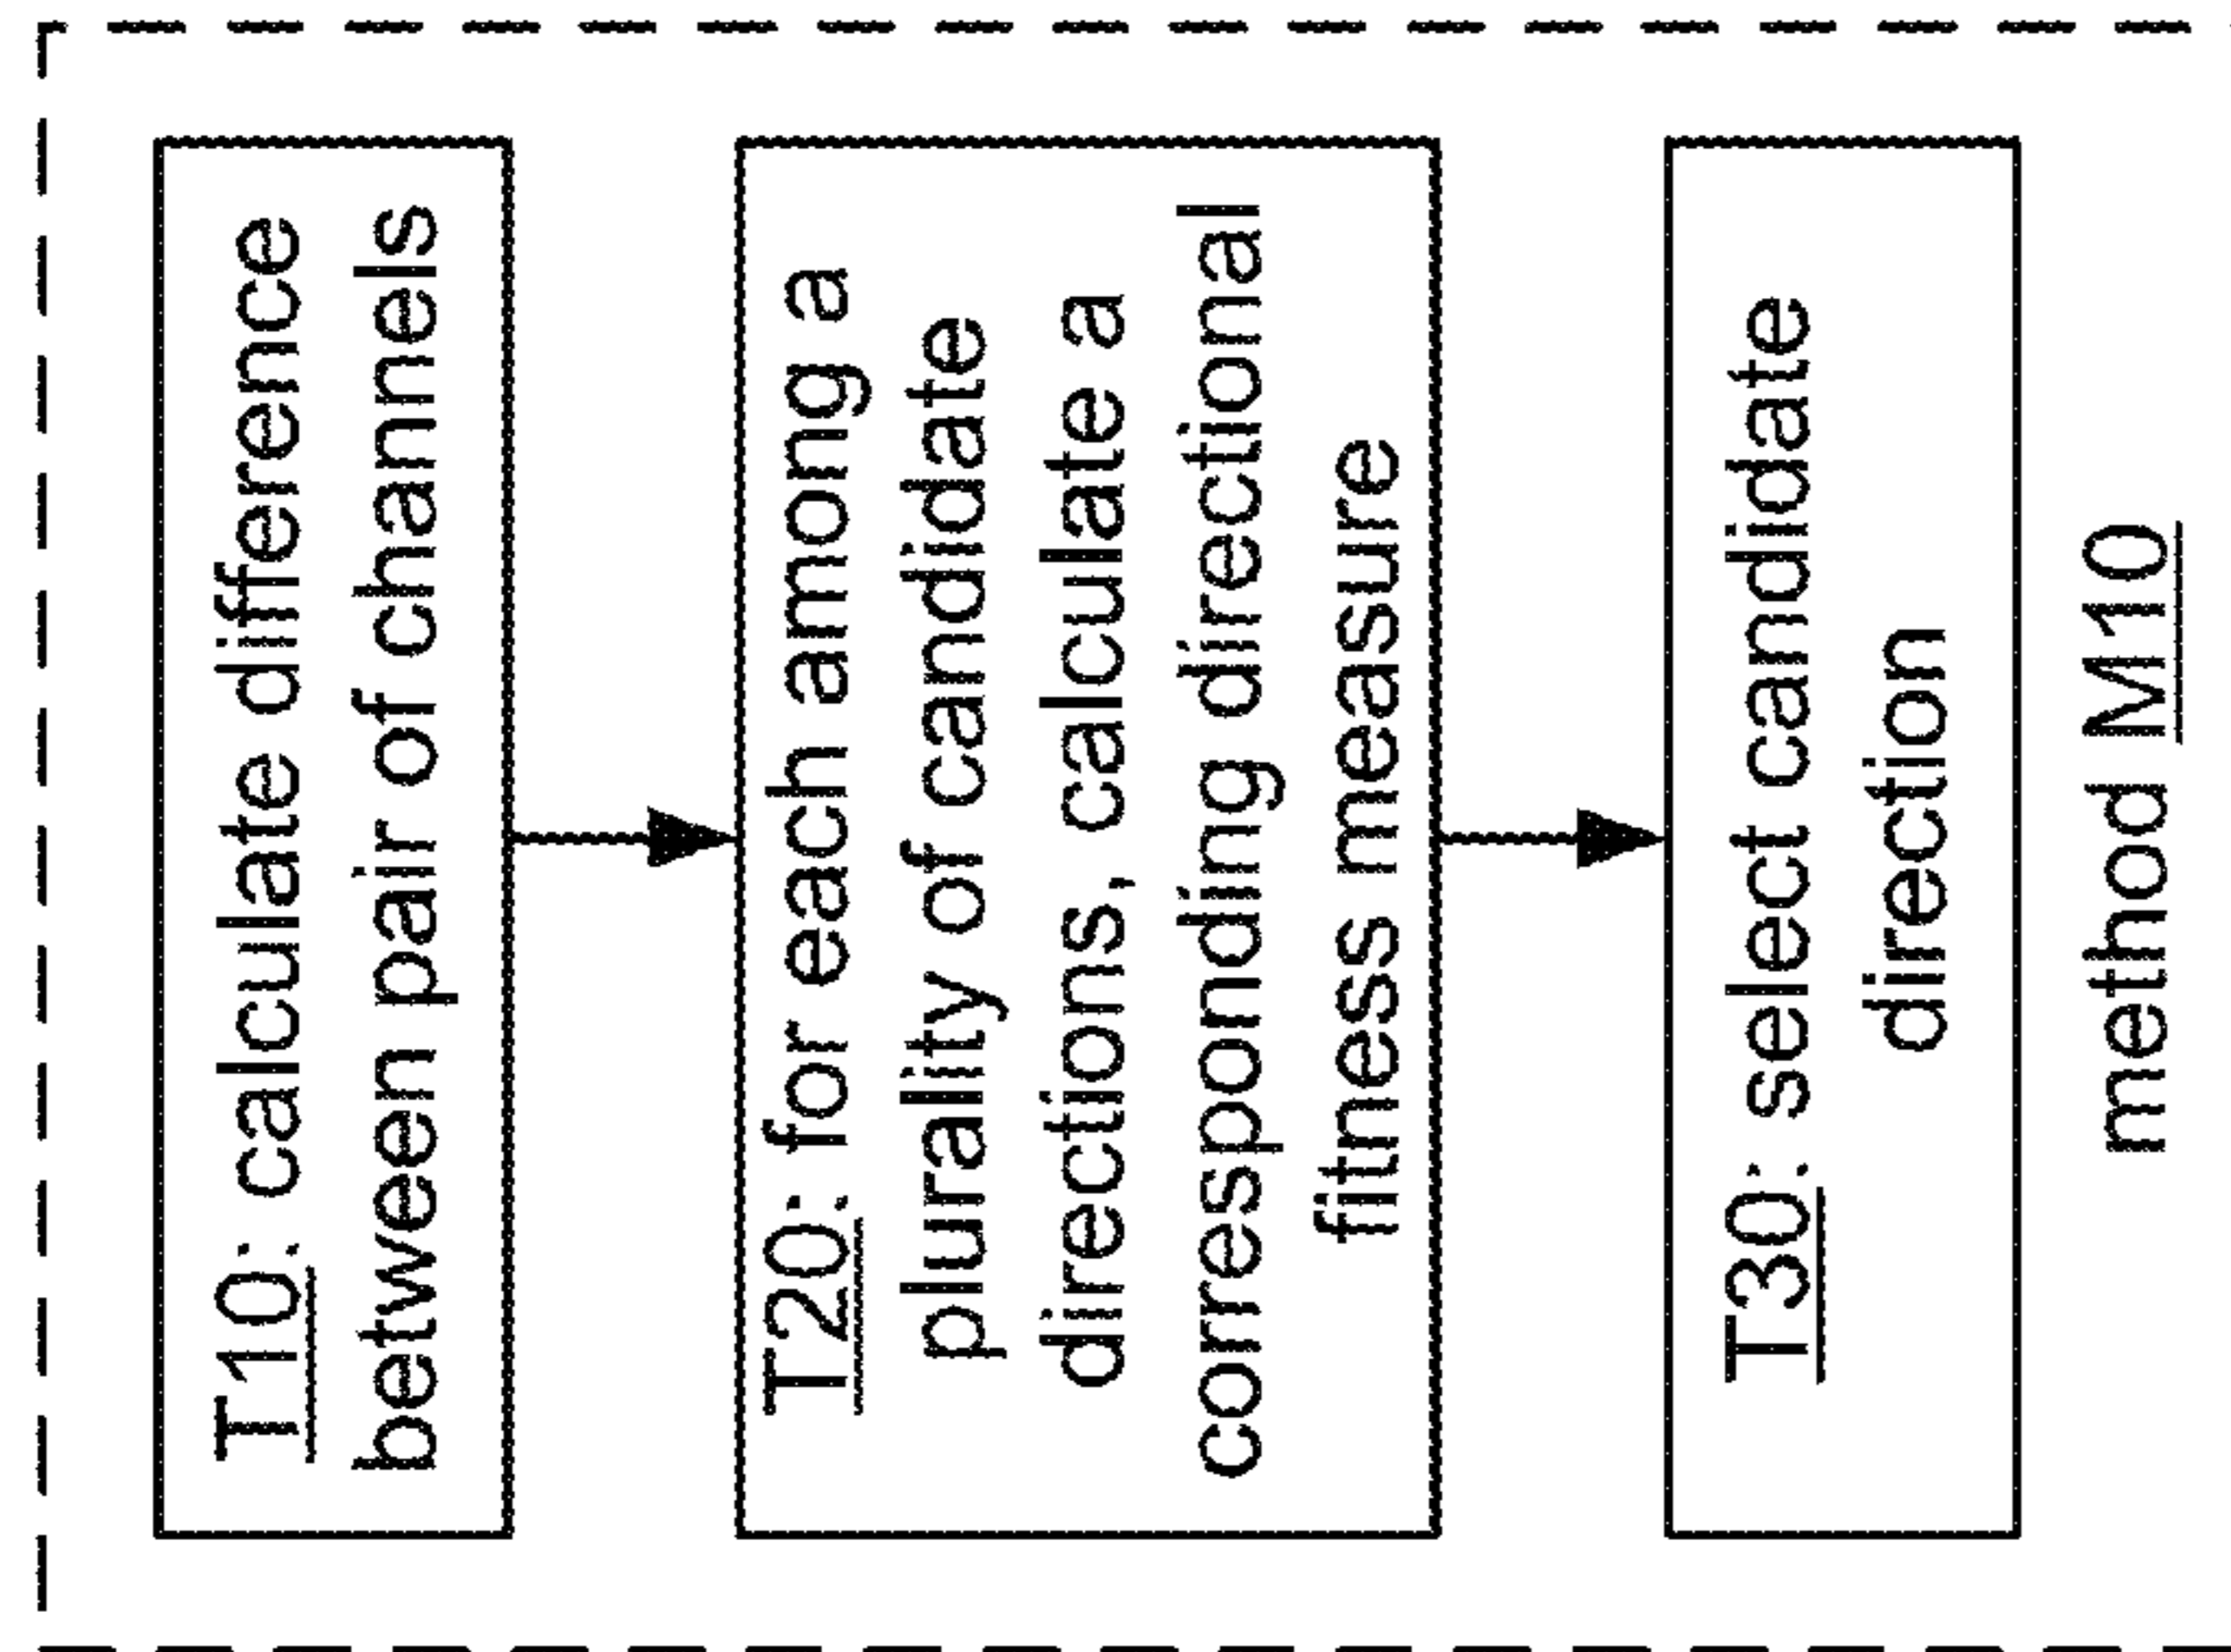 T10: calculate difference
between pair of channels
T20: for each among a
plurality of candidate
directions, calculate a
corresponding directional
fitness measure
T30: select candidate
direction
method M10